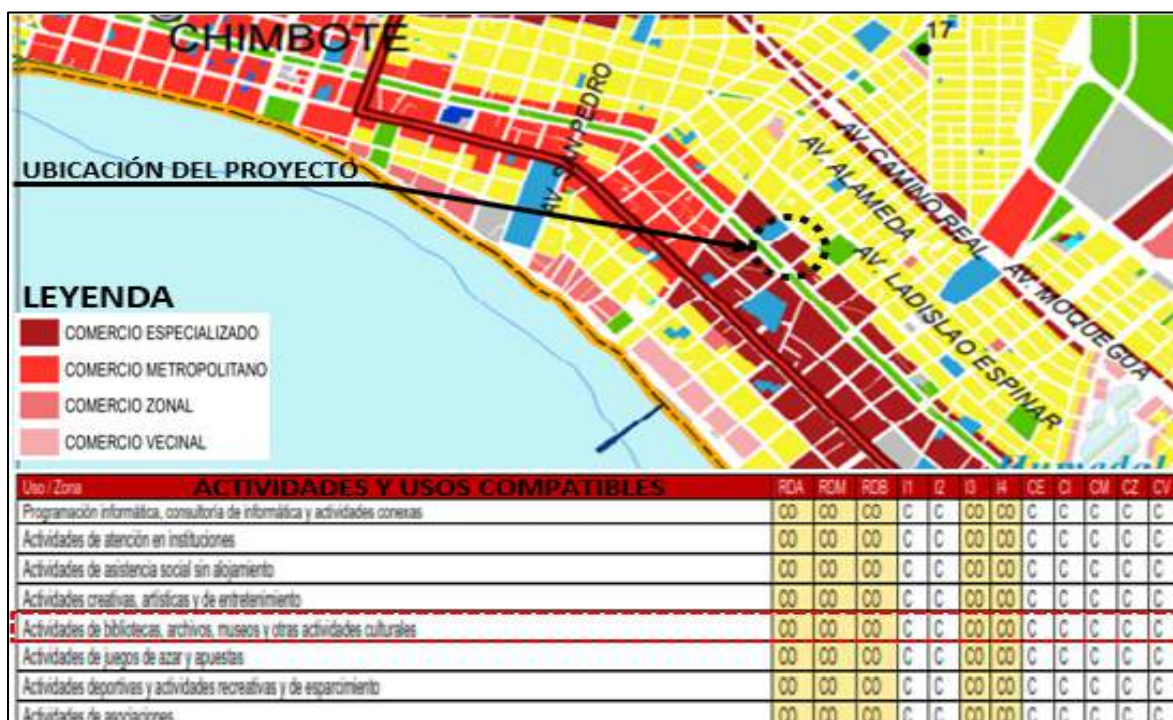 CHIMBOTE
17
AV. SAN PEDRO
AV. CAMINO REAL
AV. ALAMEDA
UBICACIÓN DEL PROYECTO
AV. MOQUEGUA
AV. LADISLAO ESPINAR
LEYENDA
COMERCIO ESPECIALIZADO
COMERCIO METROPOLITANO
COMERCIO ZONAL
COMERCIO VECINAL
Humedal
Uso / Zona ACTIVIDADES Y USOS COMPATIBLES RDA RDM RDB I1 I2 I3 I4 CE CI CM CZ CV
Programación informática, consultoría de informática y actividades conexas CO CO CO C C CO CO C C C C C
Actividades de atención en instituciones CO CO CO C C CO CO C C C C C
Actividades de asistencia social sin alojamiento CO CO CO C C CO CO C C C C C
Actividades creativas, artísticas y de entretenimiento CO CO CO C C CO CO C C C C C
Actividades de bibliotecas, archivos, museos y otras actividades culturales CO CO CO C C CO CO C C C C C
Actividades de juegos de azar y apuestas CO CO CO C C CO CO C C C C C
Actividades deportivas y actividades recreativas y de esparcimiento CO CO CO C C CO CO C C C C C
Actividades de asociaciones CO CO CO C C CO CO C C C C C